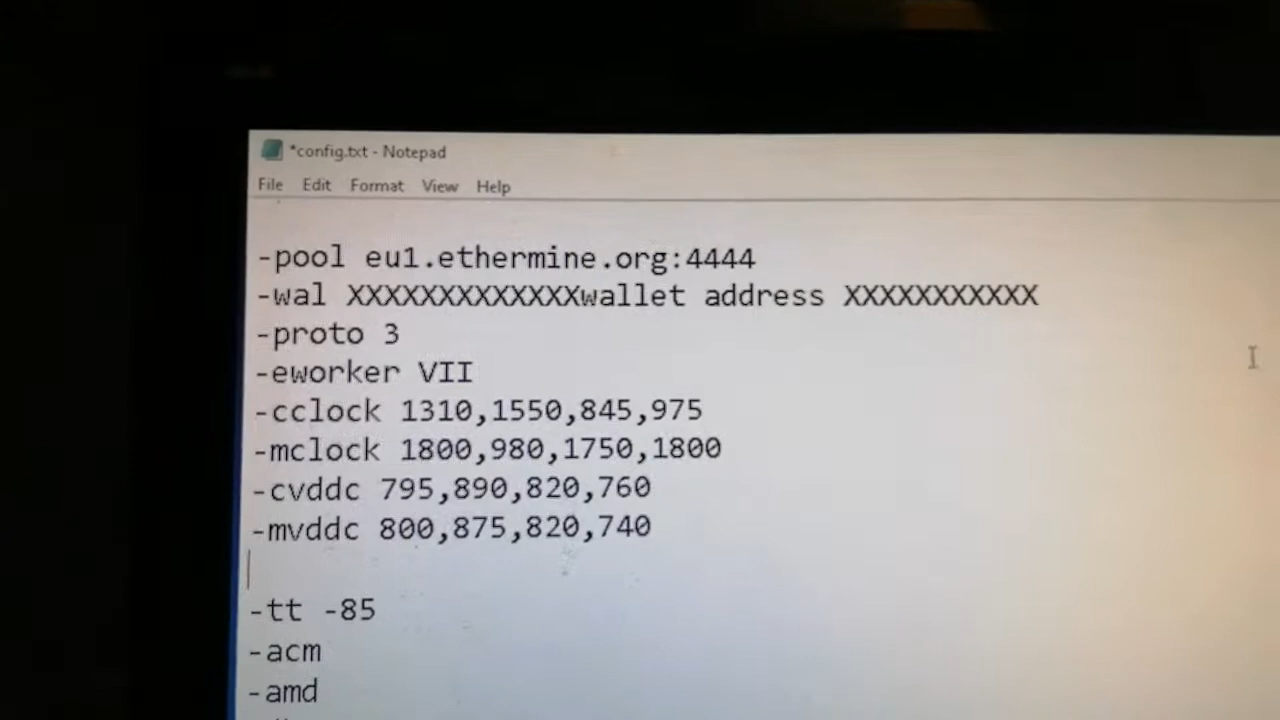 *config.txt - Notepad
File Edit Format View Help
-pool eu1.ethermine.org:4444
-wal XXXXXXXXXXXXXwallet address XXXXXXXXXXX
-proto 3
-eworker VII
-cclock 1310,1550,845,975
-mclock 1800,980,1750,1800
-cvddc 795,890,820,760
-mvddc 800,875,820,740
-tt -85
-acm
-amd